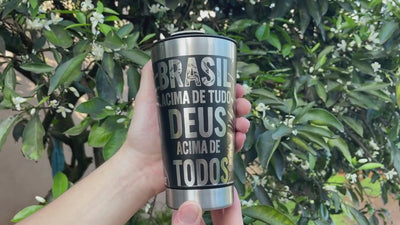 BRASIL
ACIMA DE TUDO
DEUS
ACIMA DE
TODOS